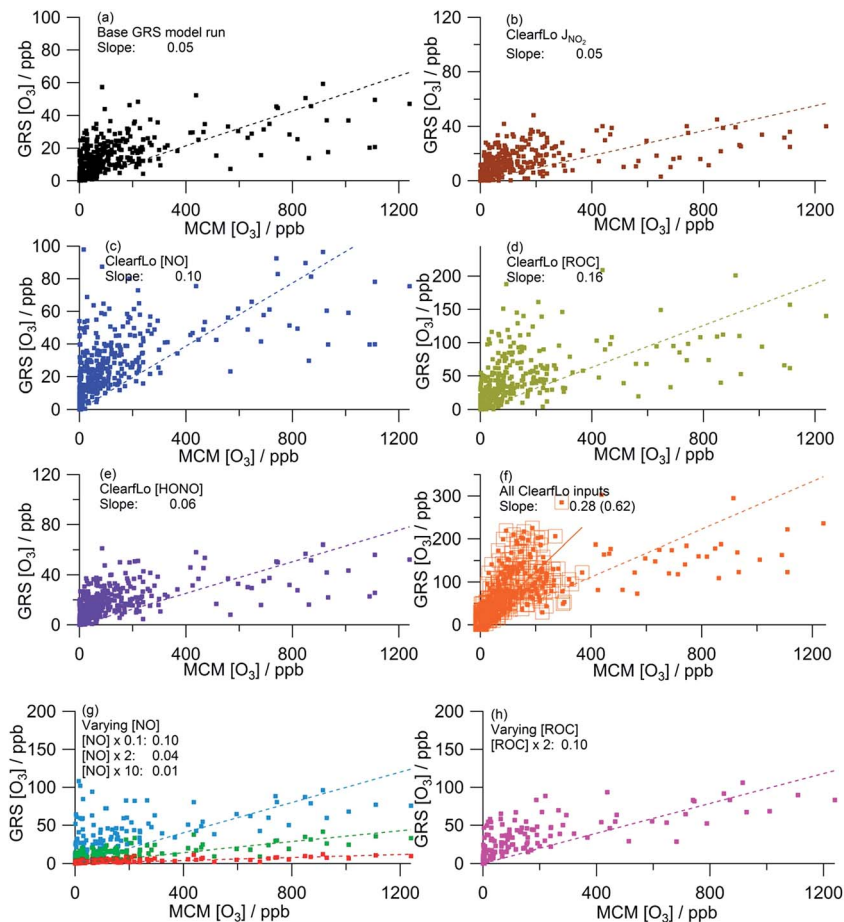 (a)
Base GRS model run
Slope: 0.05
GRS [O3] / ppb
100
80
60
40
20
0
0 400 800 1200
MCM [O3] / ppb
(b)
ClearfLo JNO2
Slope: 0.05
GRS [O3] / ppb
120
80
40
0
0 400 800 1200
MCM [O3] / ppb
(c)
ClearfLo [NO]
Slope: 0.10
GRS [O3] / ppb
100
80
60
40
20
0
0 400 800 1200
MCM [O3] / ppb
(d)
ClearfLo [ROC]
Slope: 0.16
GRS [O3] / ppb
200
150
100
50
0
0 400 800 1200
MCM [O3] / ppb
(e)
ClearfLo [HONO]
Slope: 0.06
GRS [O3] / ppb
120
80
40
0
0 400 800 1200
MCM [O3] / ppb
(f)
All ClearfLo inputs
Slope: 0.28 (0.62)
GRS [O3] / ppb
300
200
100
0
0 400 800 1200
MCM [O3] / ppb
(g)
Varying [NO]
[NO] x 0.1: 0.10
[NO] x 2: 0.04
[NO] x 10: 0.01
GRS [O3] / ppb
200
150
100
50
0
0 400 800 1200
MCM [O3] / ppb
(h)
Varying [ROC]
[ROC] x 2: 0.10
GRS [O3] / ppb
200
150
100
50
0
0 400 800 1200
MCM [O3] / ppb